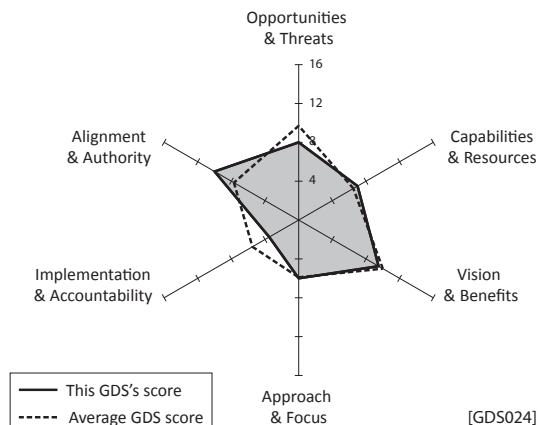 Opportunities
& Threats
16
12
8
4
Alignment
& Authority
Capabilities
& Resources
Implementation
& Accountability
Vision
& Benefits
Approach
& Focus
This GDS's score
Average GDS score
[GDS024]